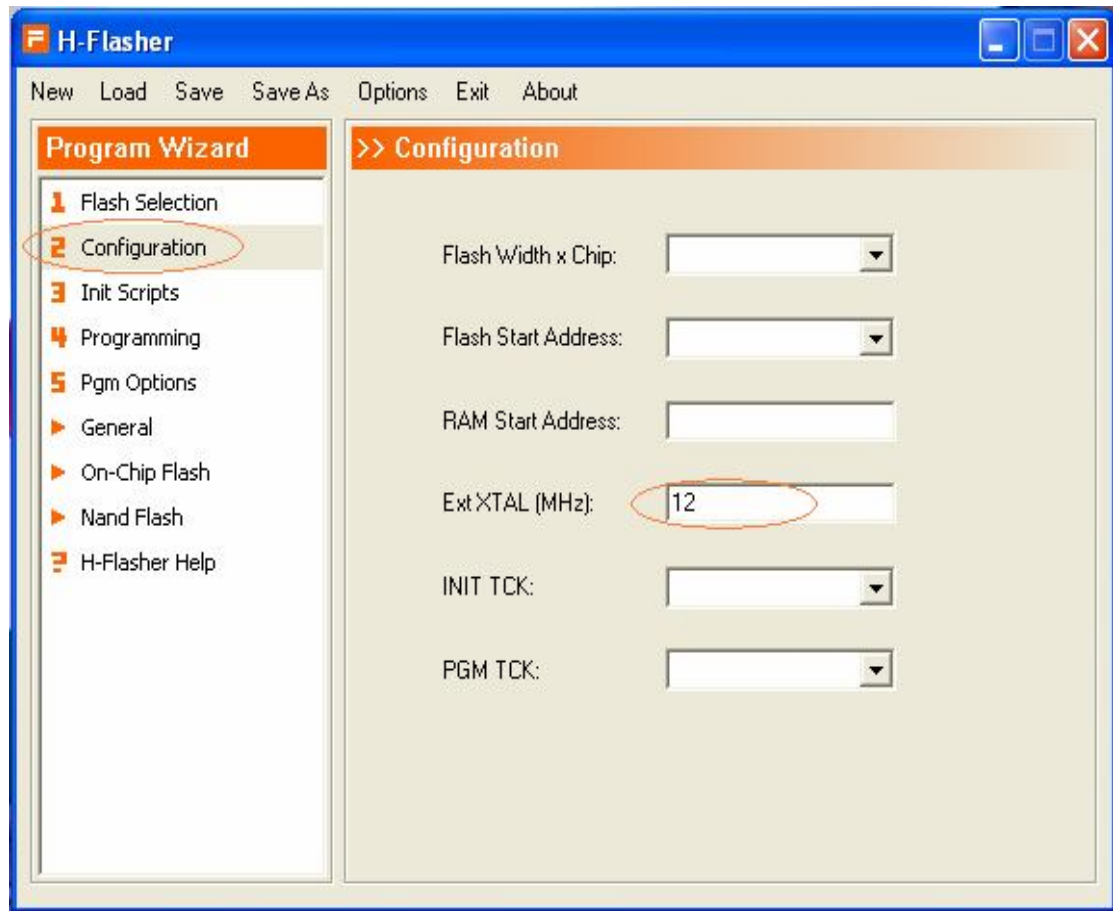 H-Flasher
New Load Save Save As Options Exit About
Program Wizard
1 Flash Selection
2 Configuration
3 Init Scripts
4 Programming
5 Pgm Options
General
On-Chip Flash
Nand Flash
? H-Flasher Help
>> Configuration
Flash Width x Chip:
Flash Start Address:
RAM Start Address:
Ext XTAL (MHz): 12
INIT TCK:
PGM TCK: